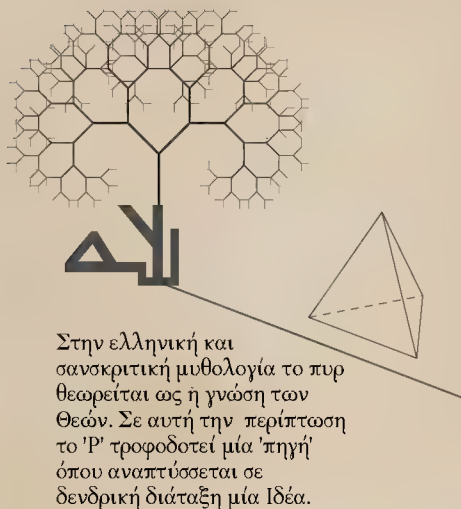 Στην ελληνική και
σανσκριτική μυθολογία το πυρ
θεωρείται ως ἡ γνώση των
Θεών. Σε αυτή την περίπτωση
το 'Ρ' τροφοδοτεί μία 'πηγή'
όπου αναπτύσσεται σε
δενδρική διάταξη μία Ιδέα.